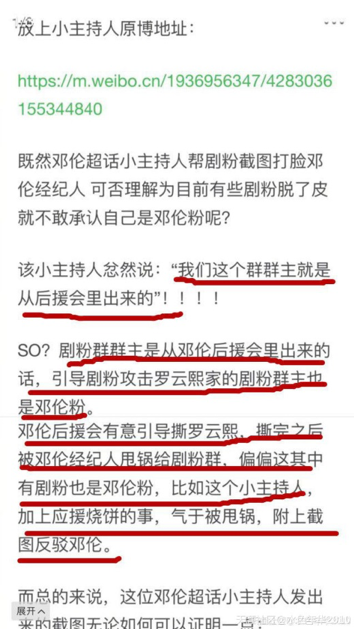 放上小主持人原博地址：
https://m.weibo.cn/1936956347/4283036
155344840
既然邓伦超话小主持人帮剧粉截图打脸邓
伦经纪人 可否理解为目前有些剧粉脱了皮
就不敢承认自己是邓伦粉呢？
该小主持人忿然说：“我们这个群群主就是
从后援会里出来的”！！！！
SO？剧粉群群主是从邓伦后援会里出来的
话，引导剧粉攻击罗云熙家的剧粉群主也
是邓伦粉。
邓伦后援会有意引导撕罗云熙，撕完之后
被邓伦经纪人甩锅给剧粉群，偏偏这其中
有剧粉也是邓伦粉，比如这个小主持人，
加上应援烧饼的事，气于被甩锅，附上截
图反驳邓伦。
而总的来说，这位邓伦超话小主持人发出
来的截图无论如何可以证明一点：
展开